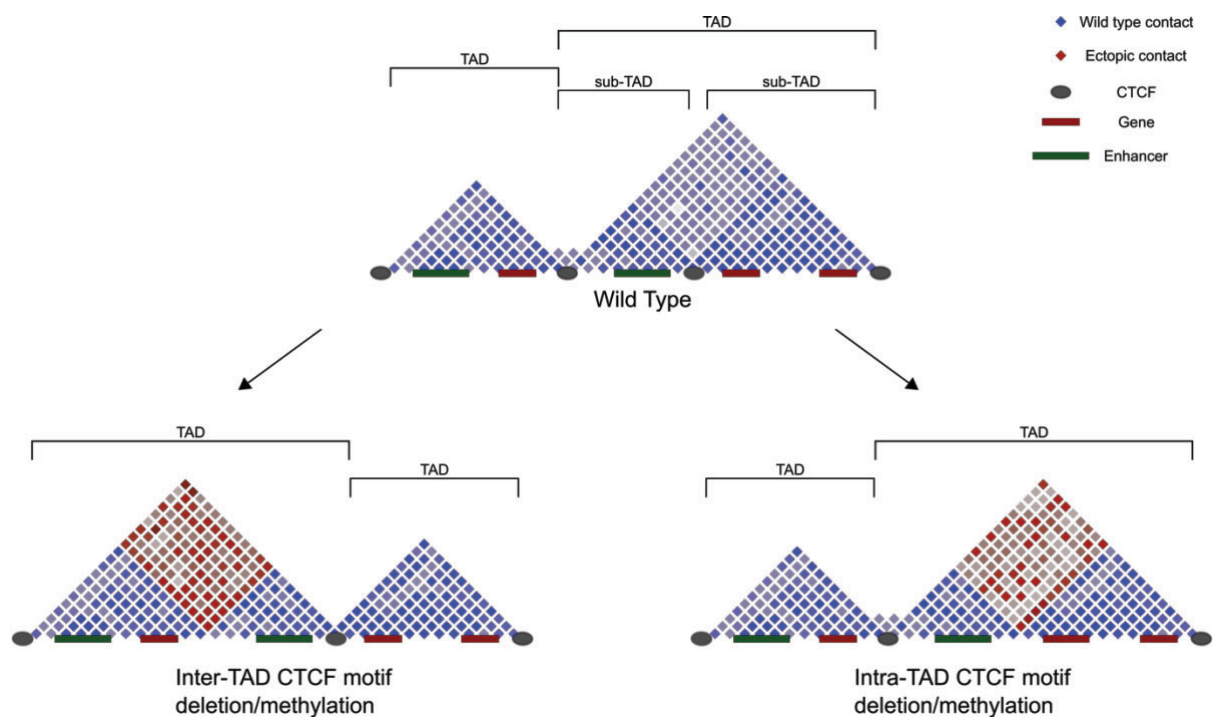 TAD
TAD
sub-TAD
sub-TAD
Wild type contact
Ectopic contact
CTCF
Gene
Enhancer
Wild Type
TAD
TAD
TAD
TAD
Inter-TAD CTCF motif
deletion/methylation
Intra-TAD CTCF motif
deletion/methylation